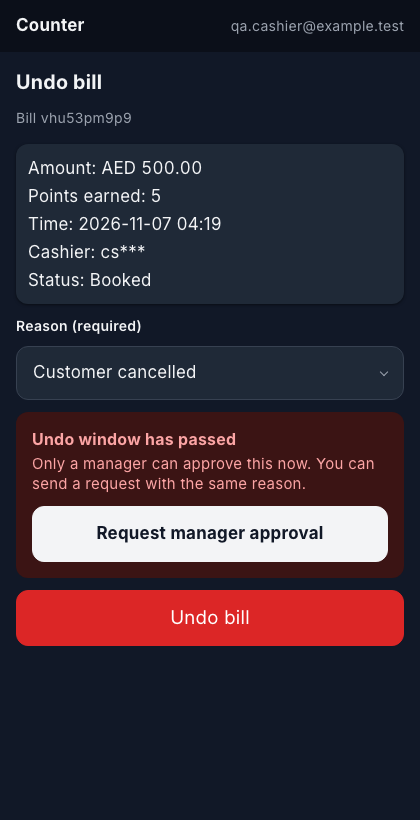 Counter
qa.cashier@example.test
Undo bill
Bill vhu53pm9p9
Amount: AED 500.00
Points earned: 5
Time: 2026-11-07 04:19
Cashier: cs***
Status: Booked
Reason (required)
Customer cancelled
Undo window has passed
Only a manager can approve this now. You can
send a request with the same reason.
Request manager approval
Undo bill